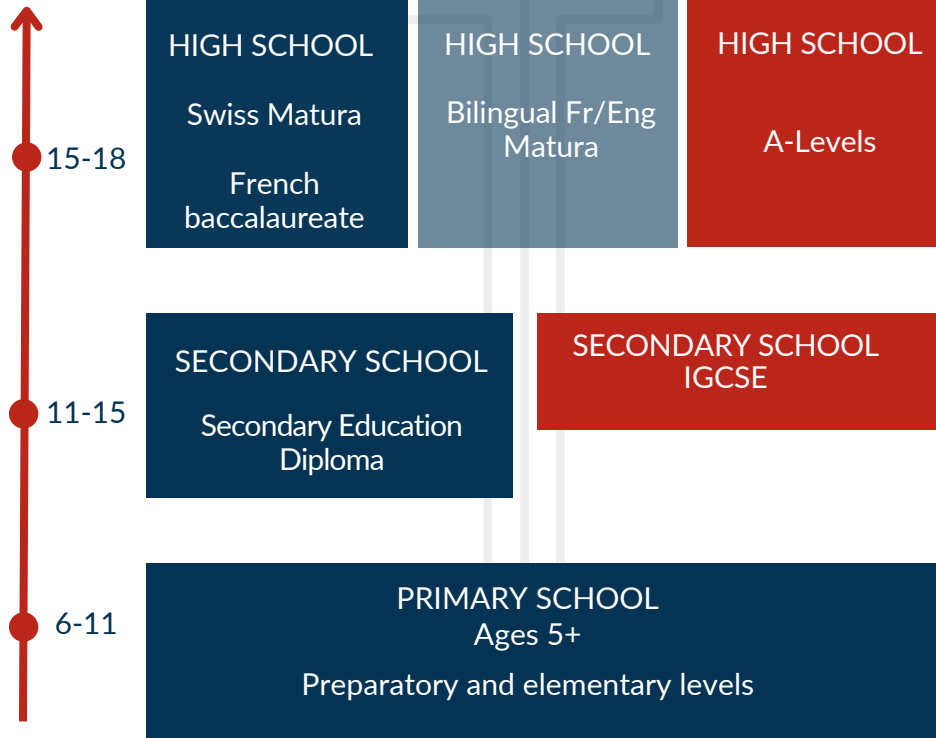 15-18
HIGH SCHOOL
Swiss Matura
French
baccalaureate
HIGH SCHOOL
Bilingual Fr/Eng
Matura
HIGH SCHOOL
A-Levels
11-15
SECONDARY SCHOOL
Secondary Education
Diploma
SECONDARY SCHOOL
IGCSE
6-11
PRIMARY SCHOOL
Ages 5+
Preparatory and elementary levels